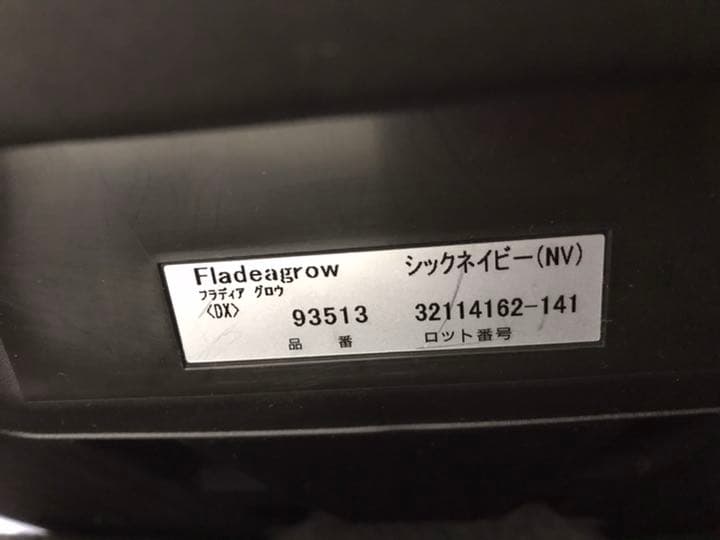 Fladeagrow シックネイビー(NV)
フラディア グロウ
<DX> 93513 32114162-141
品 番 ロット番号